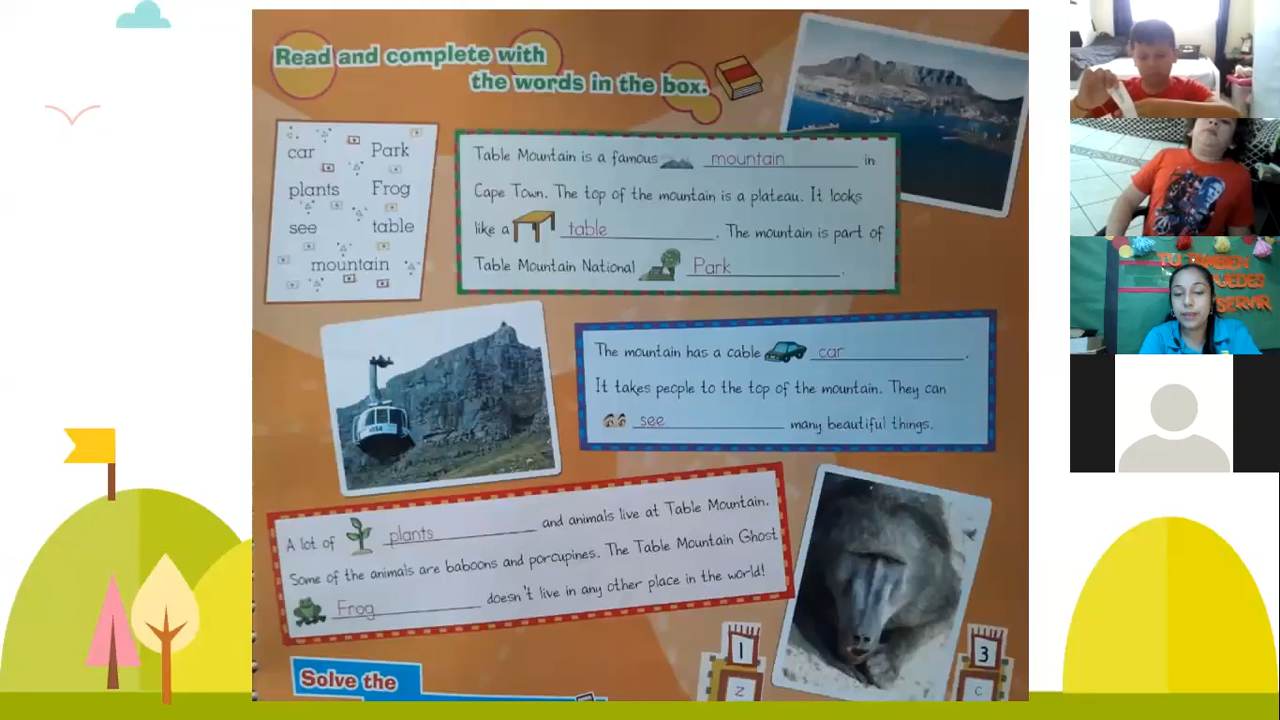 Read and complete with
the words in the box.
car Park
plants Frog
see table
mountain
Table Mountain is a famous mountain in
Cape Town. The top of the mountain is a plateau. It looks
like a table. The mountain is part of
Table Mountain National Park.
The mountain has a cable car.
It takes people to the top of the mountain. They can
see many beautiful things.
A lot of plants and animals live at Table Mountain.
Some of the animals are baboons and porcupines. The Table Mountain Ghost
Frog doesn't live in any other place in the world!
Solve the
1
Z
3
C
TU TAMBIEN
PUEDES
SERVIR